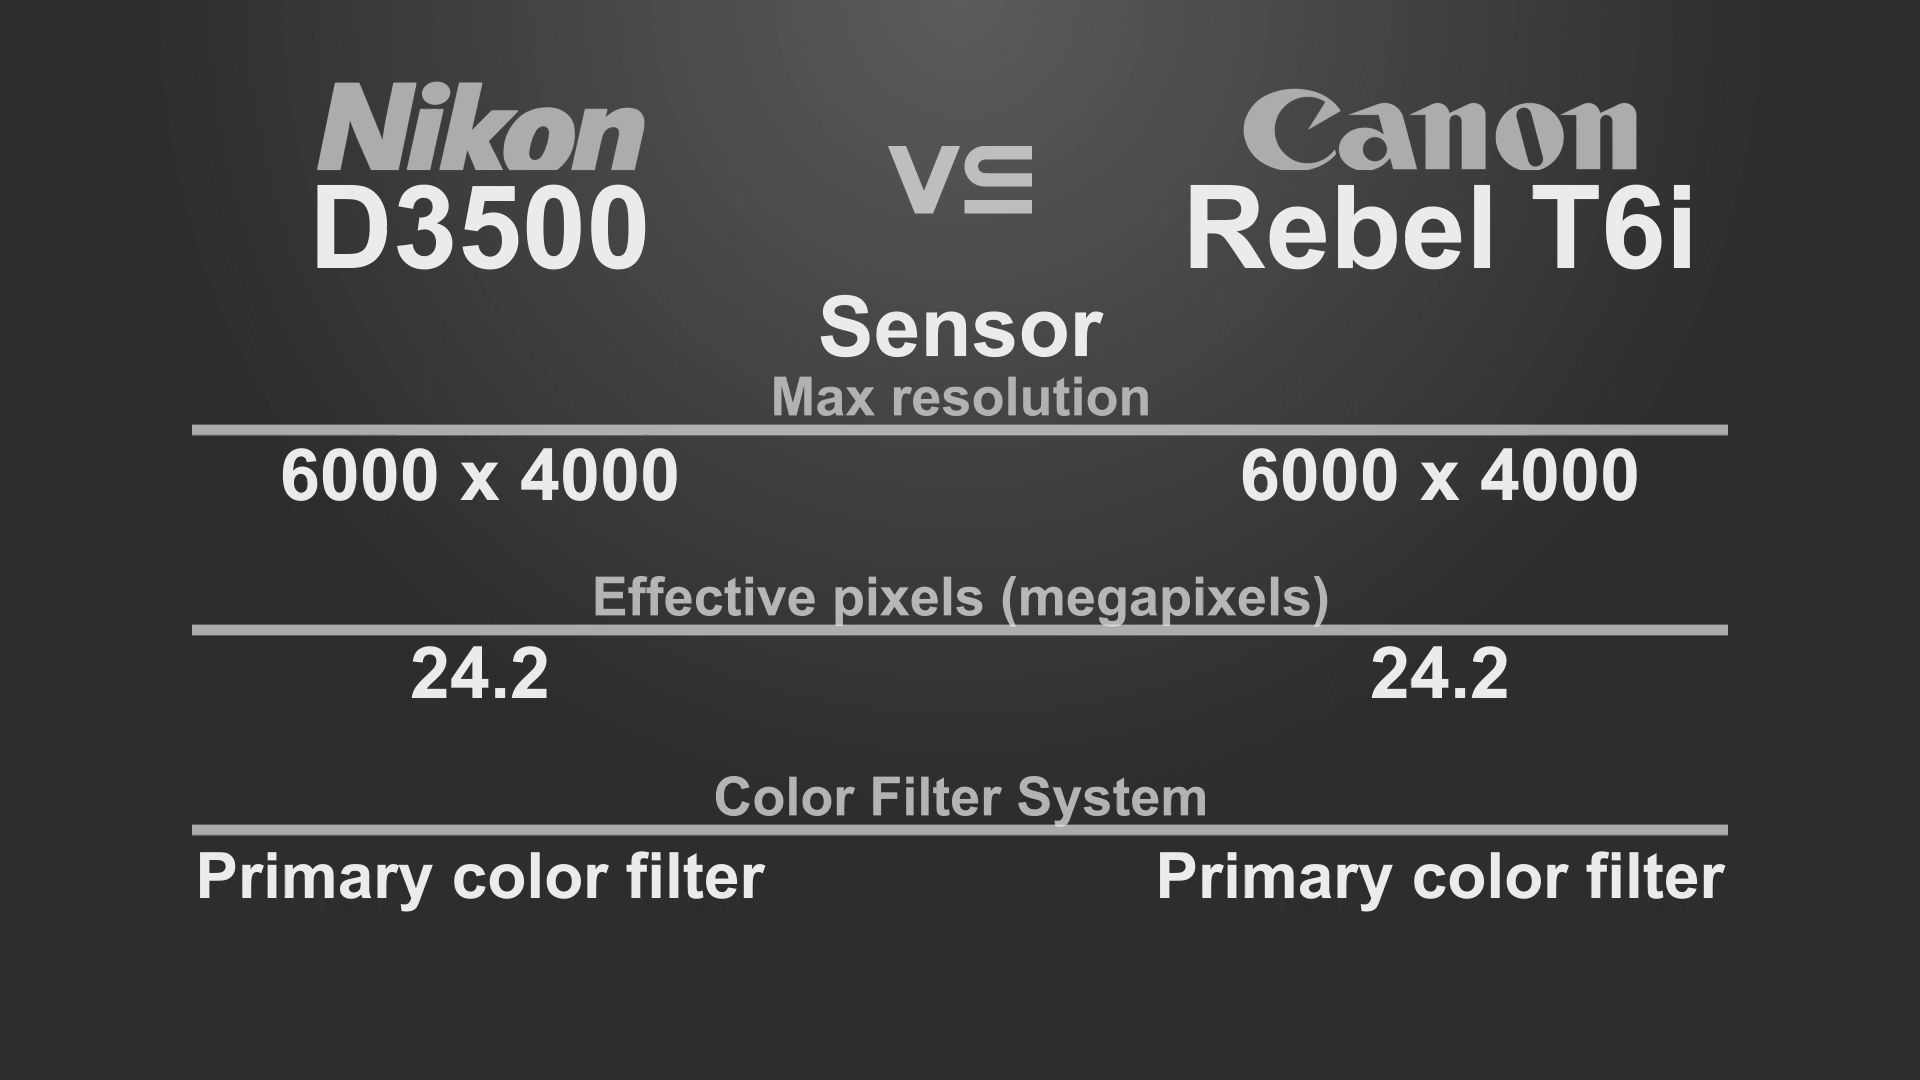 Nikon
D3500
VS
Canon
Rebel T6i
Sensor
Max resolution
6000 x 4000
6000 x 4000
Effective pixels (megapixels)
24.2
24.2
Color Filter System
Primary color filter
Primary color filter